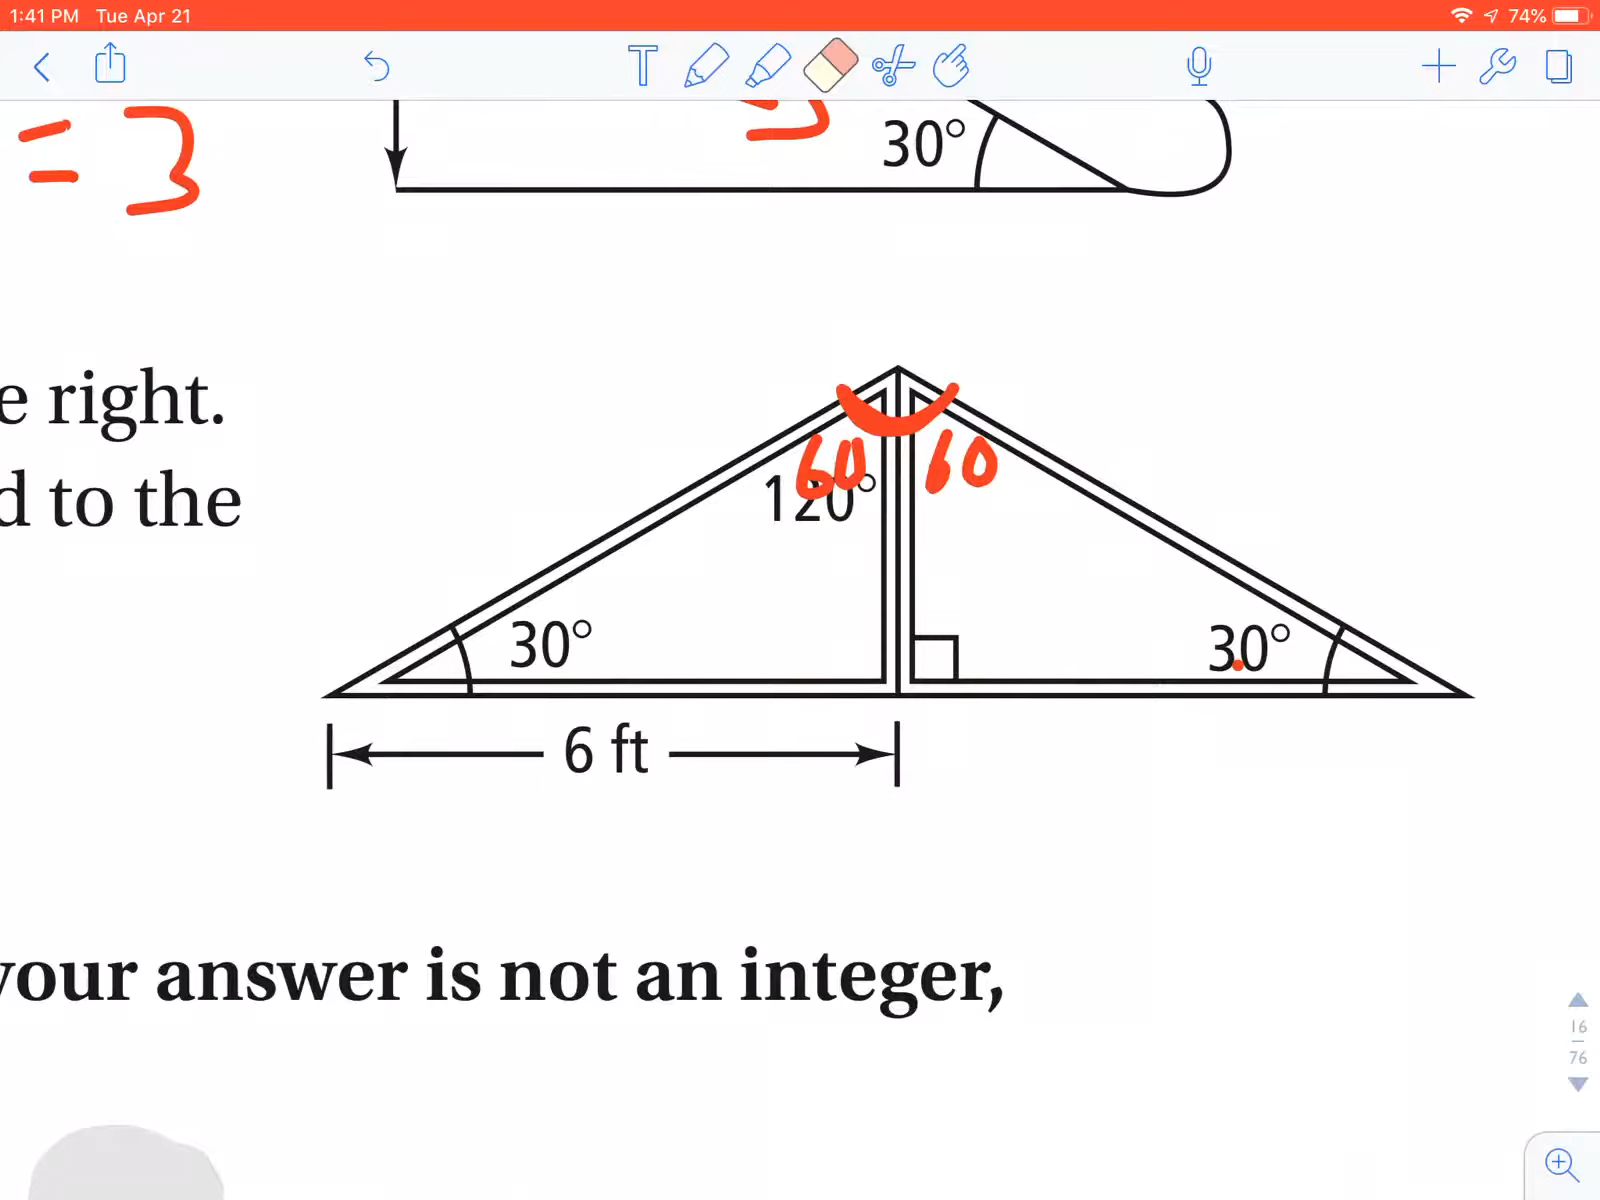 1:41 PM Tue Apr 21 74%
T
= 3
30°
e right.
d to the
60 60
120°
30° 30°
6 ft
your answer is not an integer,
16
76